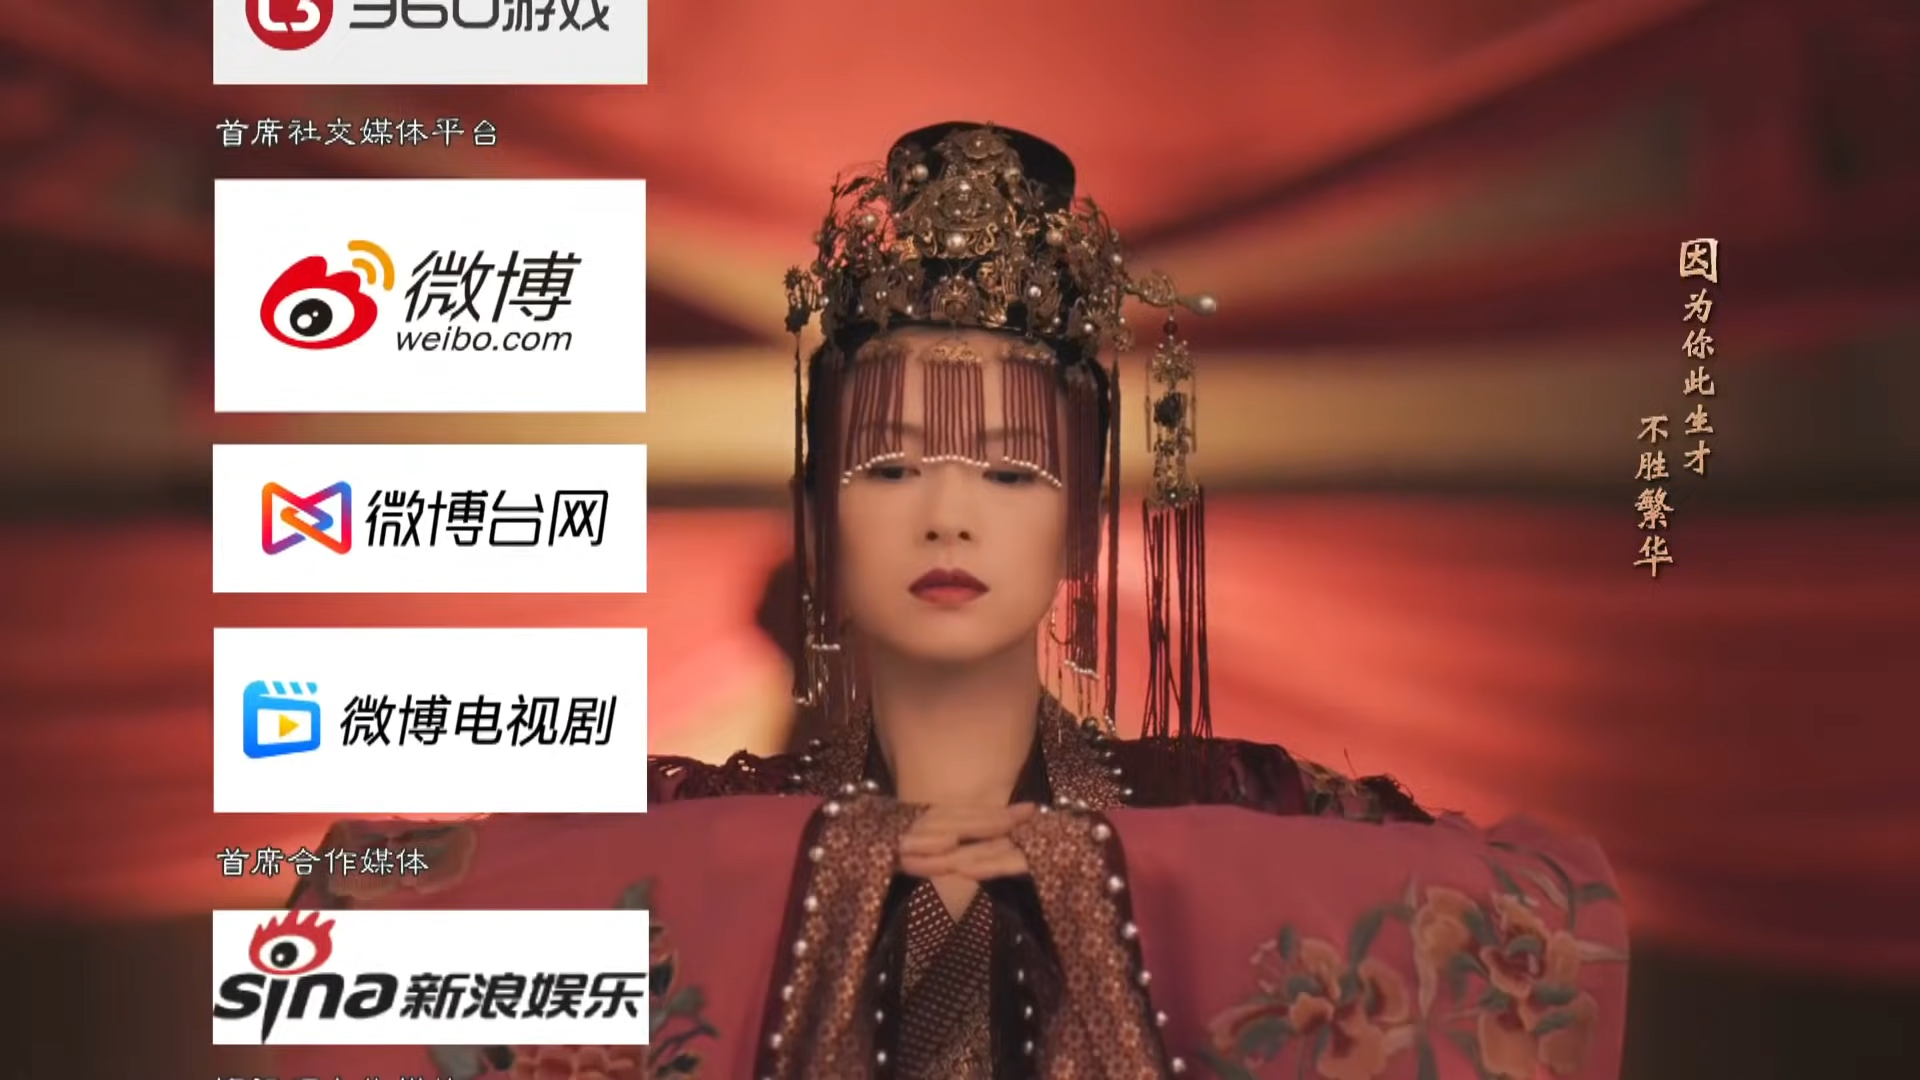 360游戏
首席社交媒体平台
微博
weibo.com
微博台网
微博电视剧
首席合作媒体
sina新浪娱乐
因为你此生才
不胜繁华